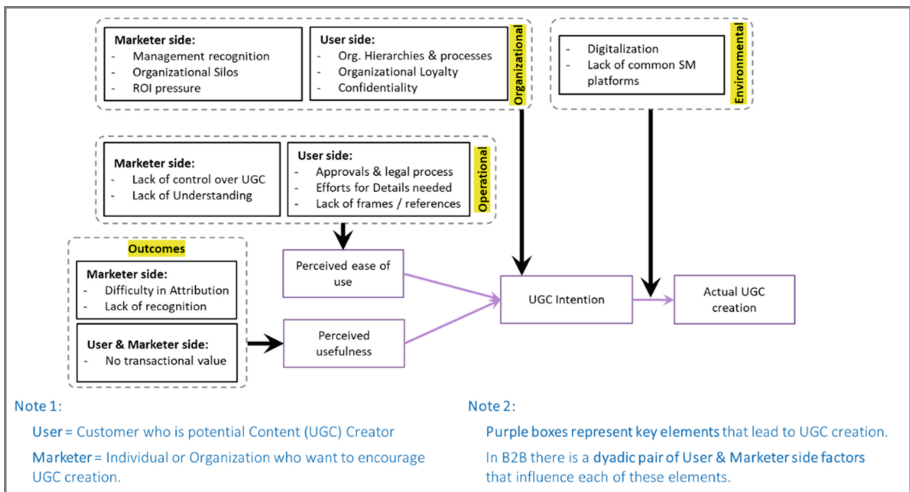 Marketer side:
- Management recognition
- Organizational Silos
- ROI pressure
User side:
- Org. Hierarchies & processes
- Organizational Loyalty
- Confidentiality
Organizational
- Digitalization
- Lack of common SM
platforms
Environmental
Marketer side:
- Lack of control over UGC
- Lack of Understanding
User side:
- Approvals & legal process
- Efforts for Details needed
- Lack of frames / references
Operational
Outcomes
Marketer side:
- Difficulty in Attribution
- Lack of recognition
User & Marketer side:
- No transactional value
Perceived ease of
use
Perceived
usefulness
UGC Intention
Actual UGC
creation
Note 1:
User = Customer who is potential Content (UGC) Creator
Marketer = Individual or Organization who want to encourage
UGC creation.
Note 2:
Purple boxes represent key elements that lead to UGC creation.
In B2B there is a dyadic pair of User & Marketer side factors
that influence each of these elements.